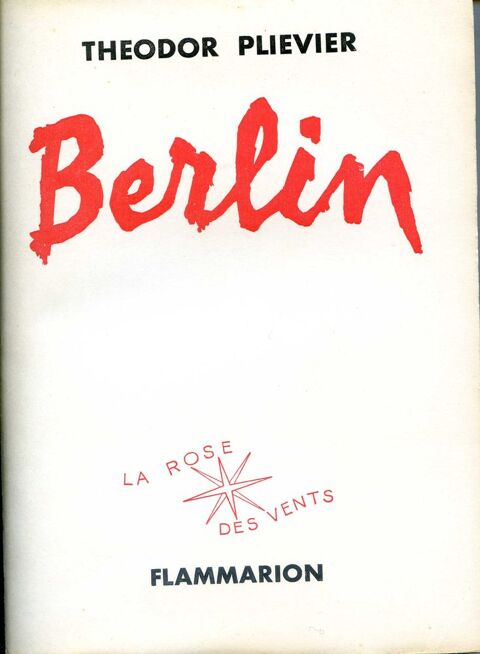 THEODOR PLIEVIER
Berlin
LA ROSE
DES VENTS
FLAMMARION